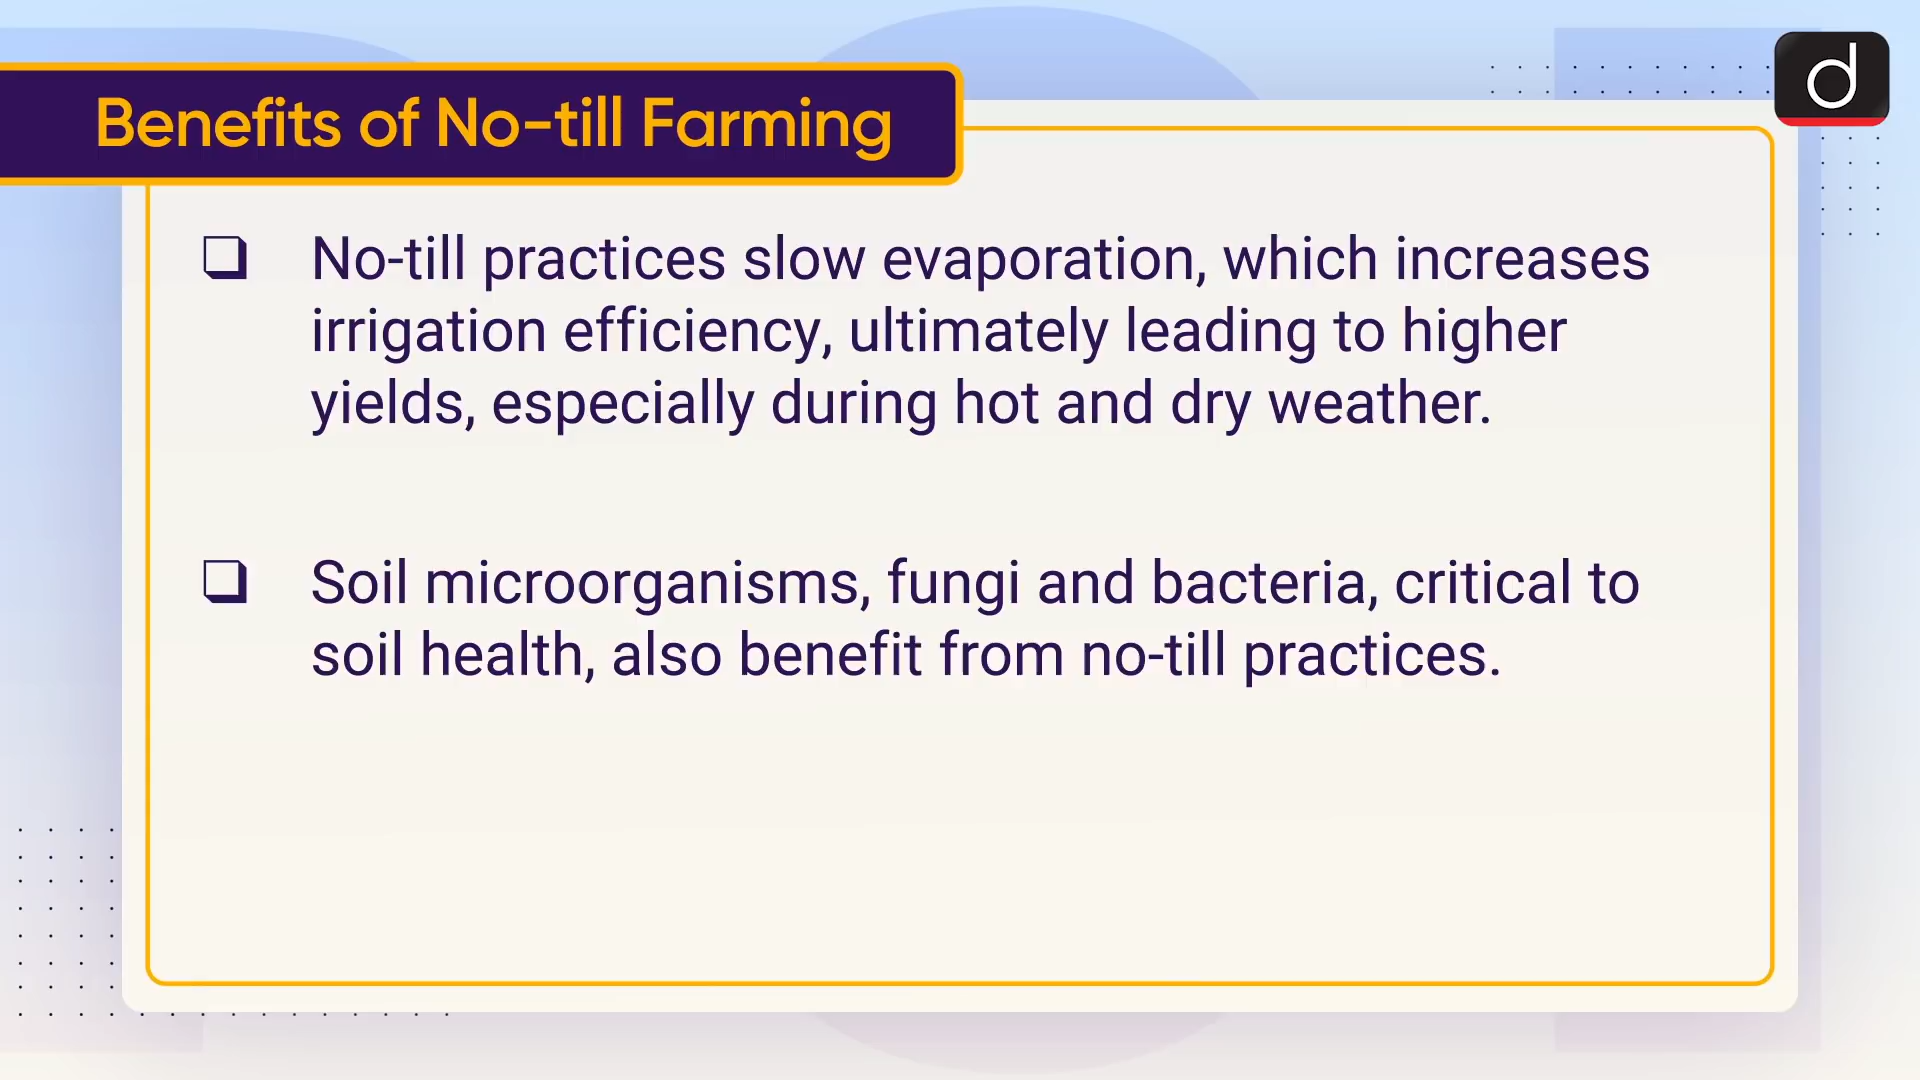 Benefits of No-till Farming
d
❑ No-till practices slow evaporation, which increases
irrigation efficiency, ultimately leading to higher
yields, especially during hot and dry weather.
❑ Soil microorganisms, fungi and bacteria, critical to
soil health, also benefit from no-till practices.